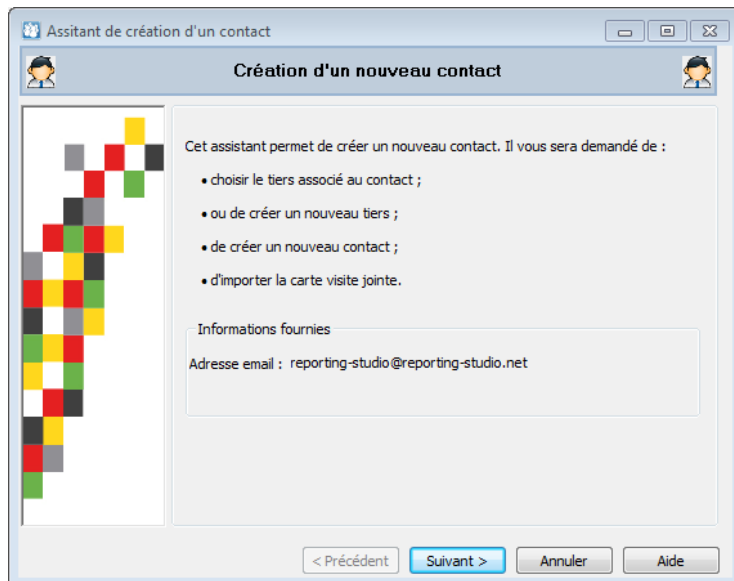 Assitant de création d'un contact
Création d'un nouveau contact
Cet assistant permet de créer un nouveau contact. Il vous sera demandé de :
• choisir le tiers associé au contact ;
• ou de créer un nouveau tiers ;
• de créer un nouveau contact ;
• d'importer la carte visite jointe.
Informations fournies
Adresse email : reporting-studio@reporting-studio.net
< Précédent Suivant > Annuler Aide